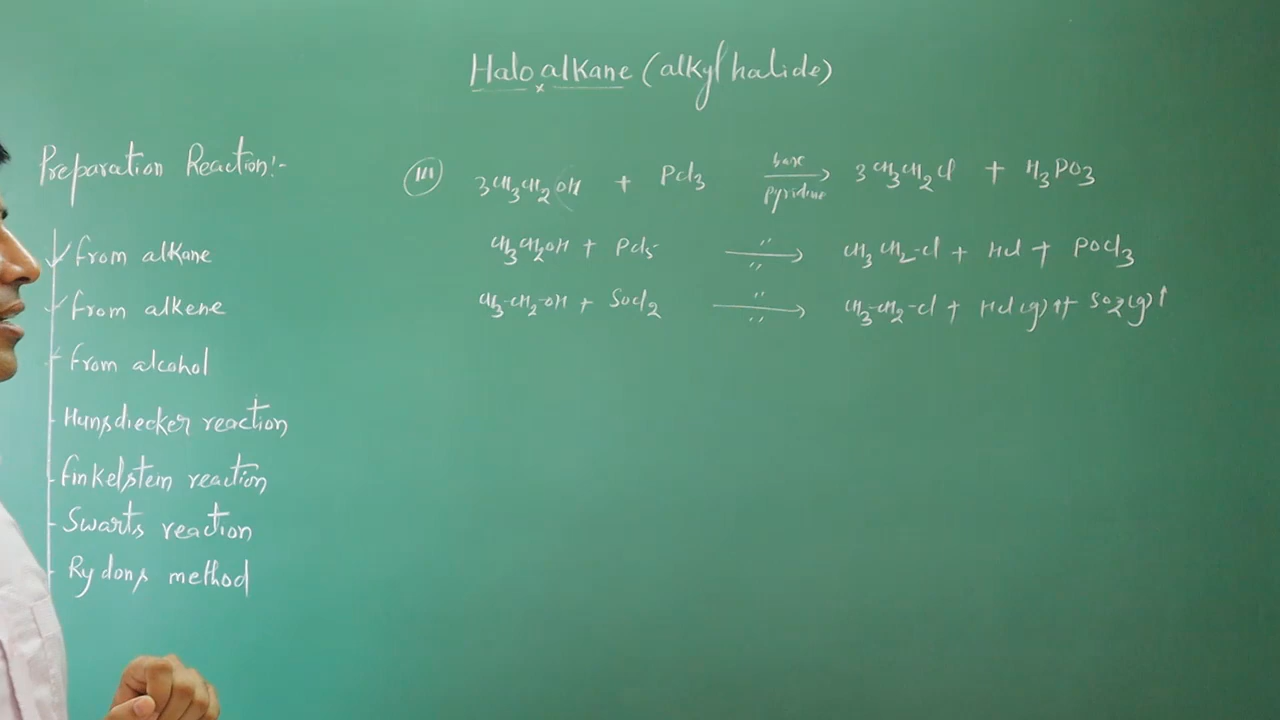 Halo alkane (alkyl halide)
Preparation Reaction:-
from alkane
from alkene
from alcohol
Hunsdiecker reaction
Finkelstein reaction
Swarts reaction
Rydons method
(III) 3CH3CH2OH + PCl3 base pyridine → 3CH3CH2Cl + H3PO3
CH3CH2OH + PCl5 " → " CH3CH2-Cl + HCl + POCl3
CH3-CH2-OH + SOCl2 " → " CH3-CH2-Cl + HCl(g)↑ + SO2(g)↑